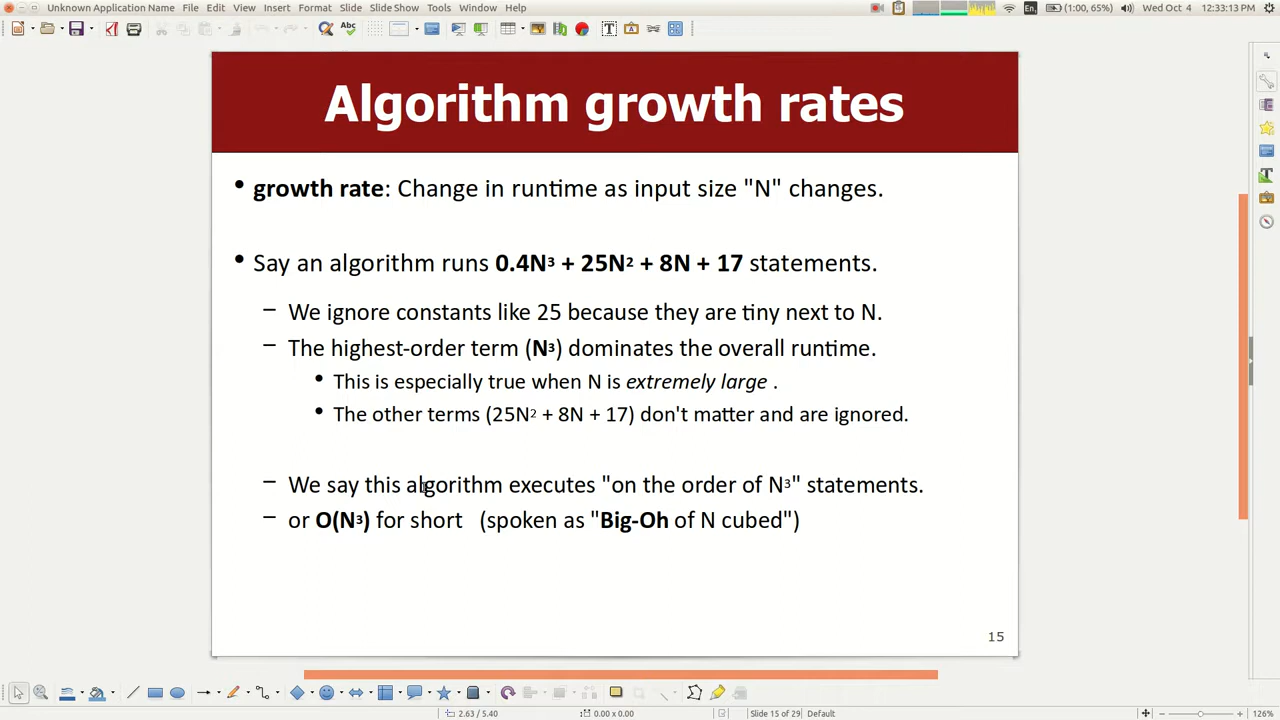 Unknown Application Name File Edit View Insert Format Slide Slide Show Tools Window Help En (1:00, 65%) Wed Oct 4 12:33:13 PM
Abc
Algorithm growth rates
• growth rate: Change in runtime as input size "N" changes.
• Say an algorithm runs 0.4N³ + 25N² + 8N + 17 statements.
– We ignore constants like 25 because they are tiny next to N.
– The highest-order term (N³) dominates the overall runtime.
• This is especially true when N is extremely large .
• The other terms (25N² + 8N + 17) don't matter and are ignored.
– We say this algorithm executes "on the order of N³" statements.
– or O(N³) for short (spoken as "Big-Oh of N cubed")
15
2.63 / 5.40 0.00 x 0.00 Slide 15 of 29 Default 126%